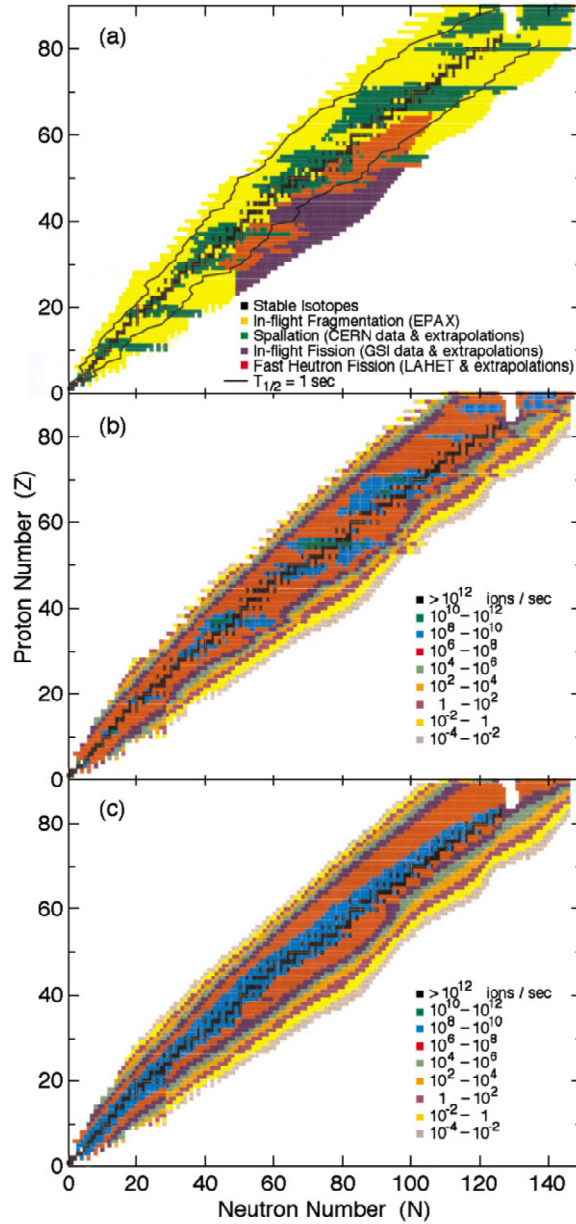 (a)
80
60
40
20
0
Stable Isotopes
In-flight Fragmentation (EPAX)
Spallation (CERN data & extrapolations)
In-flight Fission (GSI data & extrapolations)
Fast Heutron Fission (LAHET & extrapolations)
T1/2 = 1 sec
(b)
80
60
40
20
0
Proton Number (Z)
>10^12 ions / sec
10^10 – 10^12
10^8 – 10^10
10^6 – 10^8
10^4 – 10^6
10^2 – 10^4
1 – 10^2
10^-2 – 1
10^-4 – 10^-2
(c)
80
60
40
20
0
>10^12 ions / sec
10^10 – 10^12
10^8 – 10^10
10^6 – 10^8
10^4 – 10^6
10^2 – 10^4
1 – 10^2
10^-2 – 1
10^-4 – 10^-2
0 20 40 60 80 100 120 140
Neutron Number (N)